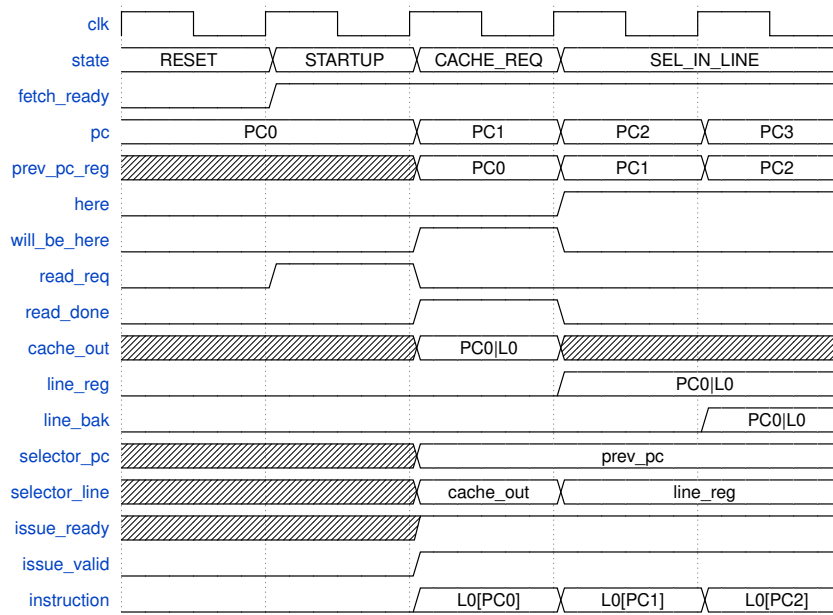 clk
state RESET STARTUP CACHE_REQ SEL_IN_LINE
fetch_ready
pc PC0 PC1 PC2 PC3
prev_pc_reg PC0 PC1 PC2
here
will_be_here
read_req
read_done
cache_out PC0|L0
line_reg PC0|L0
line_bak PC0|L0
selector_pc prev_pc
selector_line cache_out line_reg
issue_ready
issue_valid
instruction L0[PC0] L0[PC1] L0[PC2]